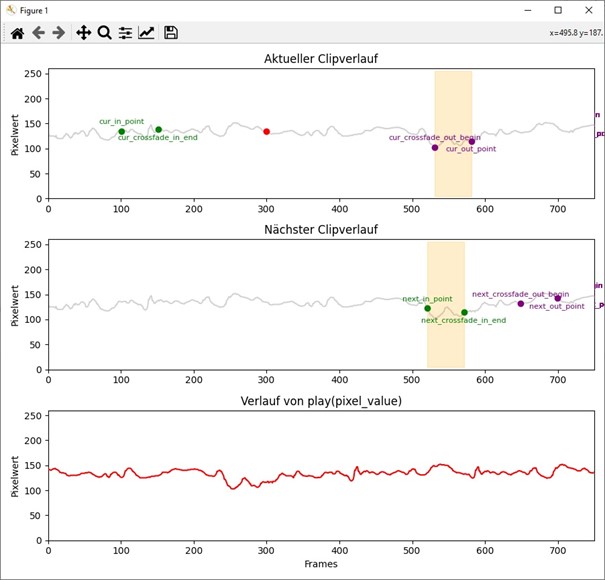 Figure 1
x=495.8 y=187.
Aktueller Clipverlauf
Pixelwert
250
200
150
100
50
0
cur_in_point
cur_crossfade_in_end
cur_crossfade_out_begin
cur_out_point
0 100 200 300 400 500 600 700
Nächster Clipverlauf
Pixelwert
250
200
150
100
50
0
next_in_point
next_crossfade_in_end
next_crossfade_out_begin
next_out_point
0 100 200 300 400 500 600 700
Verlauf von play(pixel_value)
Pixelwert
250
200
150
100
50
0
0 100 200 300 400 500 600 700
Frames